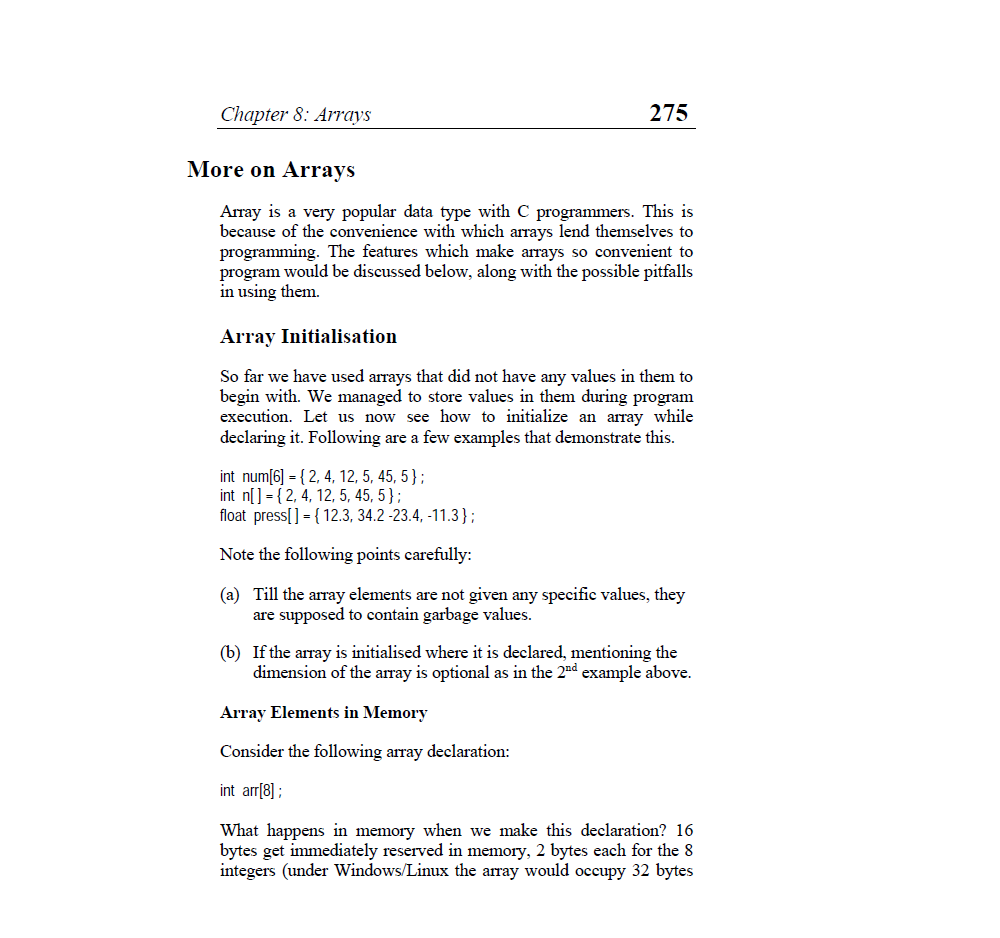 Chapter 8: Arrays 275
More on Arrays
Array is a very popular data type with C programmers. This is
because of the convenience with which arrays lend themselves to
programming. The features which make arrays so convenient to
program would be discussed below, along with the possible pitfalls
in using them.
Array Initialisation
So far we have used arrays that did not have any values in them to
begin with. We managed to store values in them during program
execution. Let us now see how to initialize an array while
declaring it. Following are a few examples that demonstrate this.
int num[6] = { 2, 4, 12, 5, 45, 5 } ;
int n[ ] = { 2, 4, 12, 5, 45, 5 } ;
float press[ ] = { 12.3, 34.2 -23.4, -11.3 } ;
Note the following points carefully:
(a) Till the array elements are not given any specific values, they
are supposed to contain garbage values.
(b) If the array is initialised where it is declared, mentioning the
dimension of the array is optional as in the 2nd example above.
Array Elements in Memory
Consider the following array declaration:
int arr[8] ;
What happens in memory when we make this declaration? 16
bytes get immediately reserved in memory, 2 bytes each for the 8
integers (under Windows/Linux the array would occupy 32 bytes